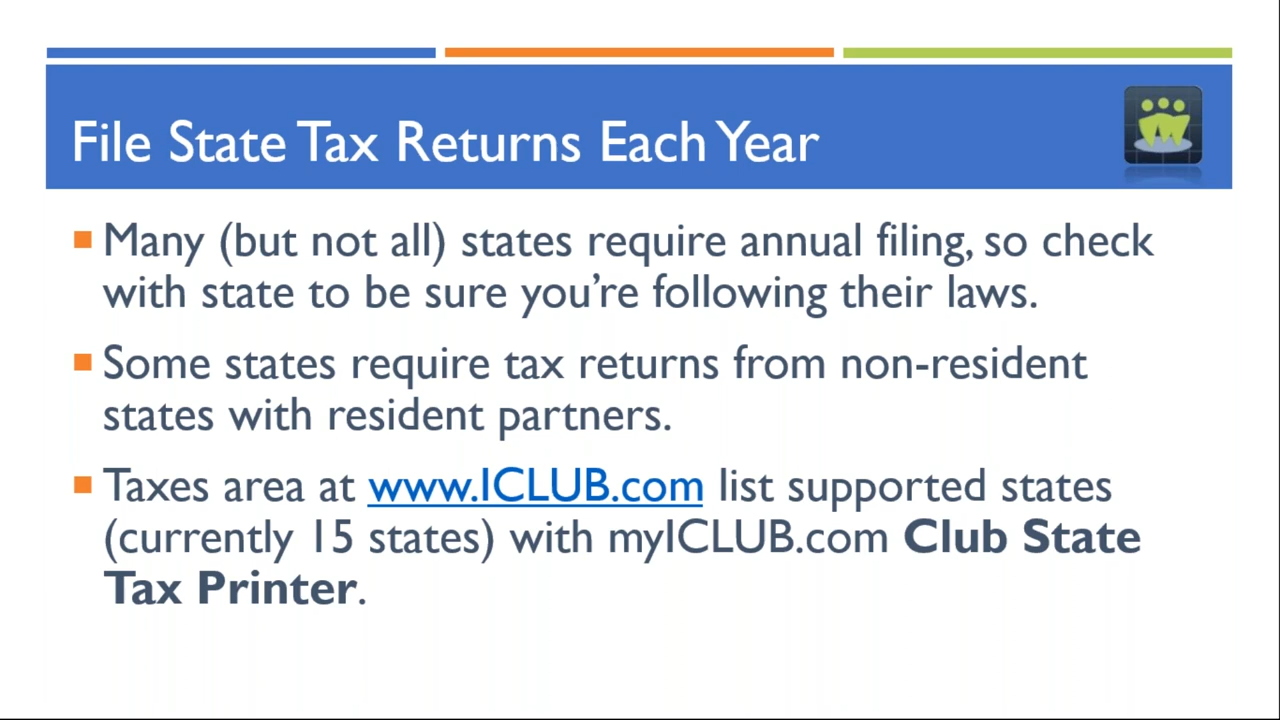 File State Tax Returns Each Year
Many (but not all) states require annual filing, so check
with state to be sure you're following their laws.
Some states require tax returns from non-resident
states with resident partners.
Taxes area at www.ICLUB.com list supported states
(currently 15 states) with myICLUB.com Club State
Tax Printer.